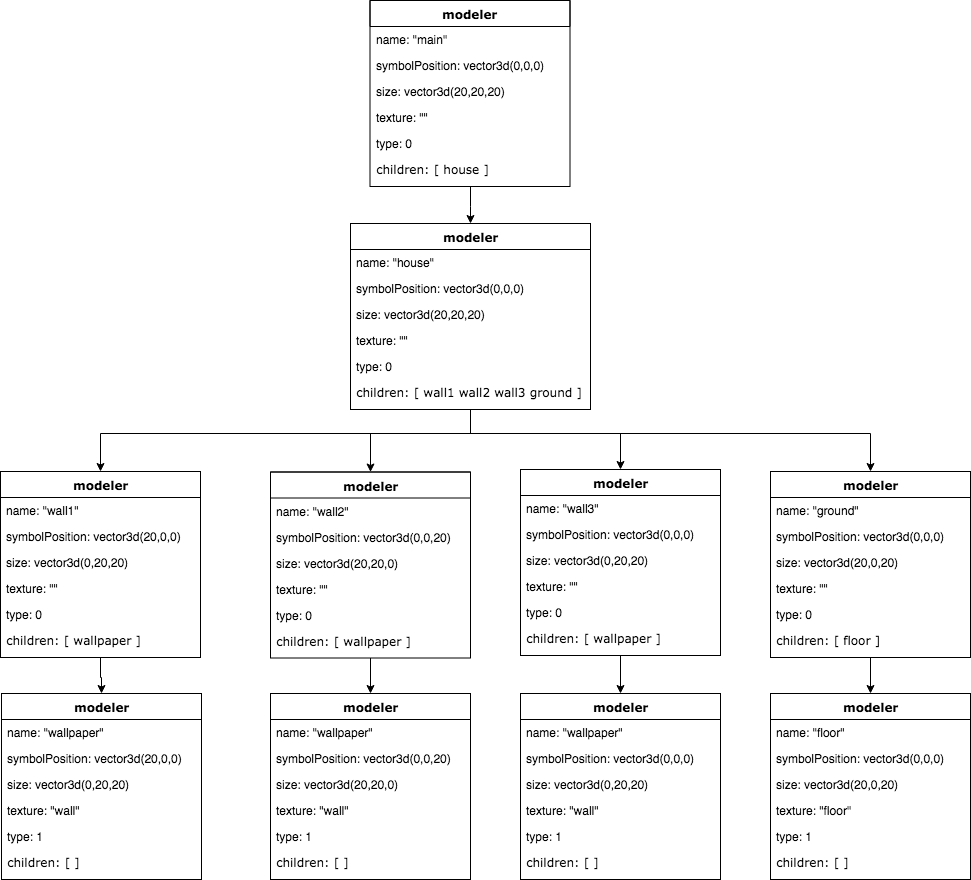 modeler
name: "main"
symbolPosition: vector3d(0,0,0)
size: vector3d(20,20,20)
texture: ""
type: 0
children: [ house ]
modeler
name: "house"
symbolPosition: vector3d(0,0,0)
size: vector3d(20,20,20)
texture: ""
type: 0
children: [ wall1 wall2 wall3 ground ]
modeler
name: "wall1"
symbolPosition: vector3d(20,0,0)
size: vector3d(0,20,20)
texture: ""
type: 0
children: [ wallpaper ]
modeler
name: "wall2"
symbolPosition: vector3d(0,0,20)
size: vector3d(20,20,0)
texture: ""
type: 0
children: [ wallpaper ]
modeler
name: "wall3"
symbolPosition: vector3d(0,0,0)
size: vector3d(0,20,20)
texture: ""
type: 0
children: [ wallpaper ]
modeler
name: "ground"
symbolPosition: vector3d(0,0,0)
size: vector3d(20,0,20)
texture: ""
type: 0
children: [ floor ]
modeler
name: "wallpaper"
symbolPosition: vector3d(20,0,0)
size: vector3d(0,20,20)
texture: "wall"
type: 1
children: [ ]
modeler
name: "wallpaper"
symbolPosition: vector3d(0,0,20)
size: vector3d(20,20,0)
texture: "wall"
type: 1
children: [ ]
modeler
name: "wallpaper"
symbolPosition: vector3d(0,0,0)
size: vector3d(0,20,20)
texture: "wall"
type: 1
children: [ ]
modeler
name: "floor"
symbolPosition: vector3d(0,0,0)
size: vector3d(20,0,20)
texture: "floor"
type: 1
children: [ ]